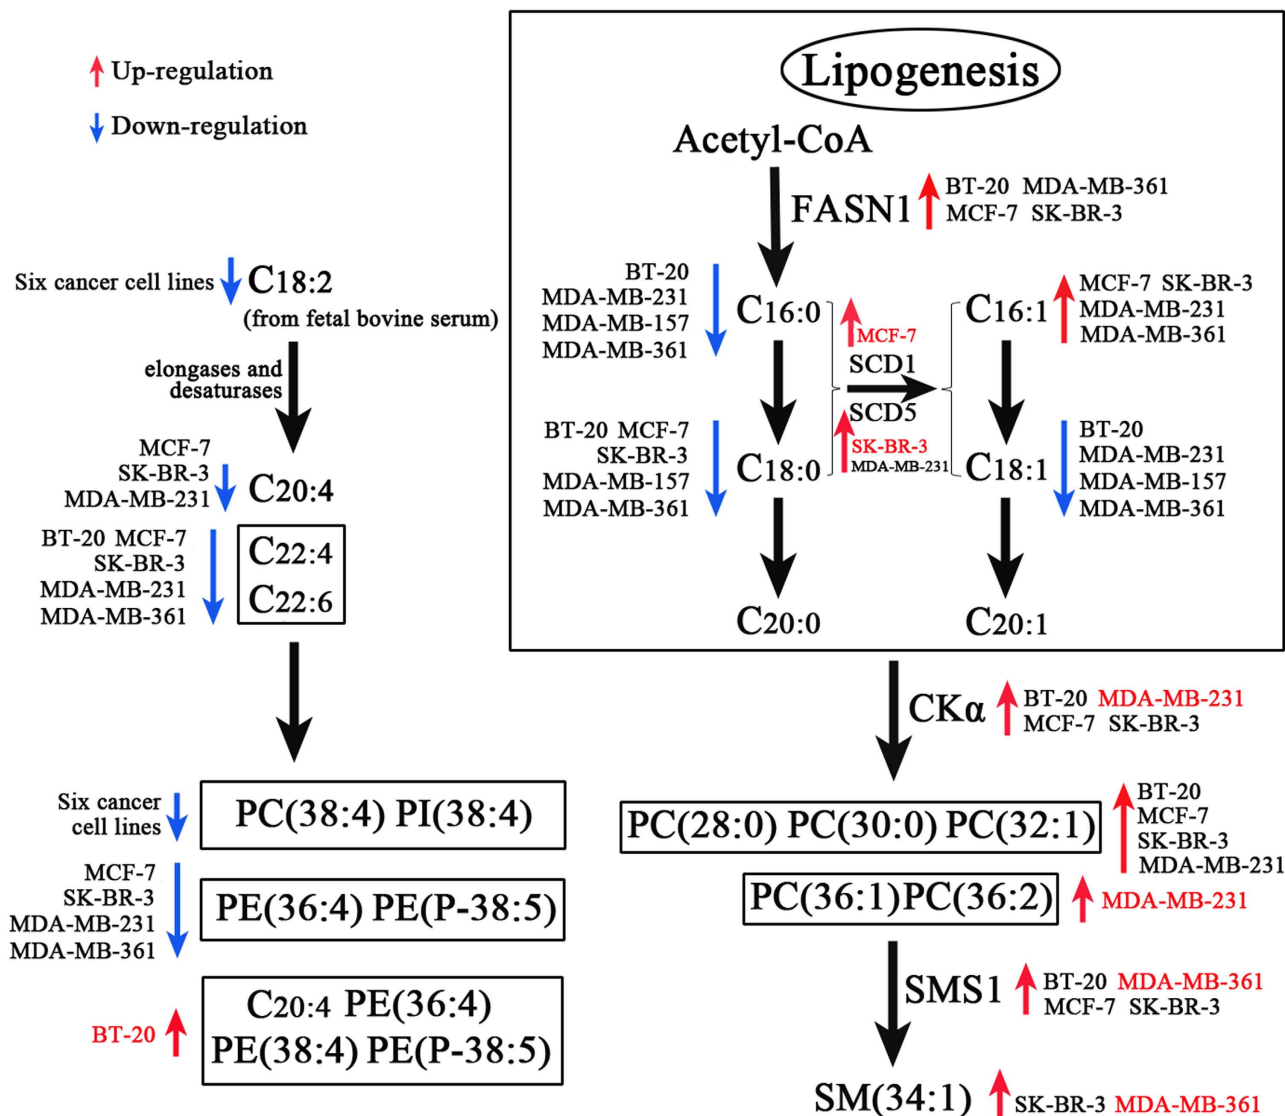 Up-regulation
Down-regulation
Six cancer cell lines
C18:2
(from fetal bovine serum)
elongases and
desaturases
MCF-7
SK-BR-3
MDA-MB-231
C20:4
BT-20 MCF-7
SK-BR-3
MDA-MB-231
MDA-MB-361
C22:4
C22:6
Six cancer
cell lines
PC(38:4) PI(38:4)
MCF-7
SK-BR-3
MDA-MB-231
MDA-MB-361
PE(36:4) PE(P-38:5)
BT-20
C20:4 PE(36:4)
PE(38:4) PE(P-38:5)
Lipogenesis
Acetyl-CoA
FASN1
BT-20 MDA-MB-361
MCF-7 SK-BR-3
BT-20
MDA-MB-231
MDA-MB-157
MDA-MB-361
C16:0
MCF-7
SCD1
SCD5
SK-BR-3
MDA-MB-231
C16:1
MCF-7 SK-BR-3
MDA-MB-231
MDA-MB-361
BT-20 MCF-7
SK-BR-3
MDA-MB-157
MDA-MB-361
C18:0
C18:1
BT-20
MDA-MB-231
MDA-MB-157
MDA-MB-361
C20:0
C20:1
CKα
BT-20 MDA-MB-231
MCF-7 SK-BR-3
PC(28:0) PC(30:0) PC(32:1)
BT-20
MCF-7
SK-BR-3
MDA-MB-231
PC(36:1) PC(36:2)
MDA-MB-231
SMS1
BT-20 MDA-MB-361
MCF-7 SK-BR-3
SM(34:1)
SK-BR-3 MDA-MB-361